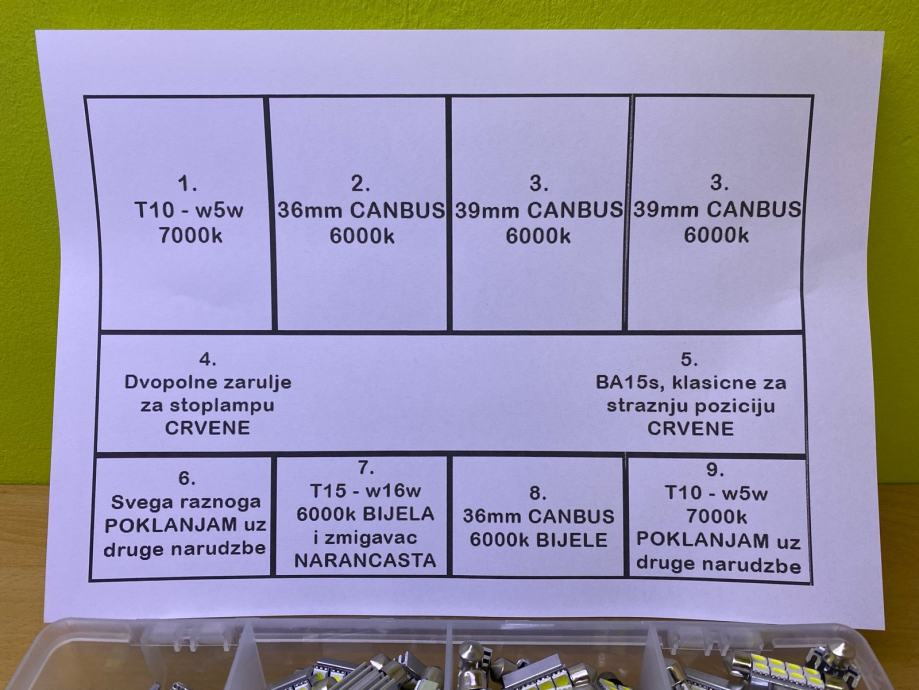 1.
T10 - w5w
7000k
2.
36mm CANBUS
6000k
3.
39mm CANBUS
6000k
3.
39mm CANBUS
6000k
4.
Dvopolne zarulje
za stoplampu
CRVENE
5.
BA15s, klasicne za
straznju poziciju
CRVENE
6.
Svega raznoga
POKLANJAM uz
druge narudzbe
7.
T15 - w16w
6000k BIJELA
i zmigavac
NARANCASTA
8.
36mm CANBUS
6000k BIJELE
9.
T10 - w5w
7000k
POKLANJAM uz
druge narudzbe